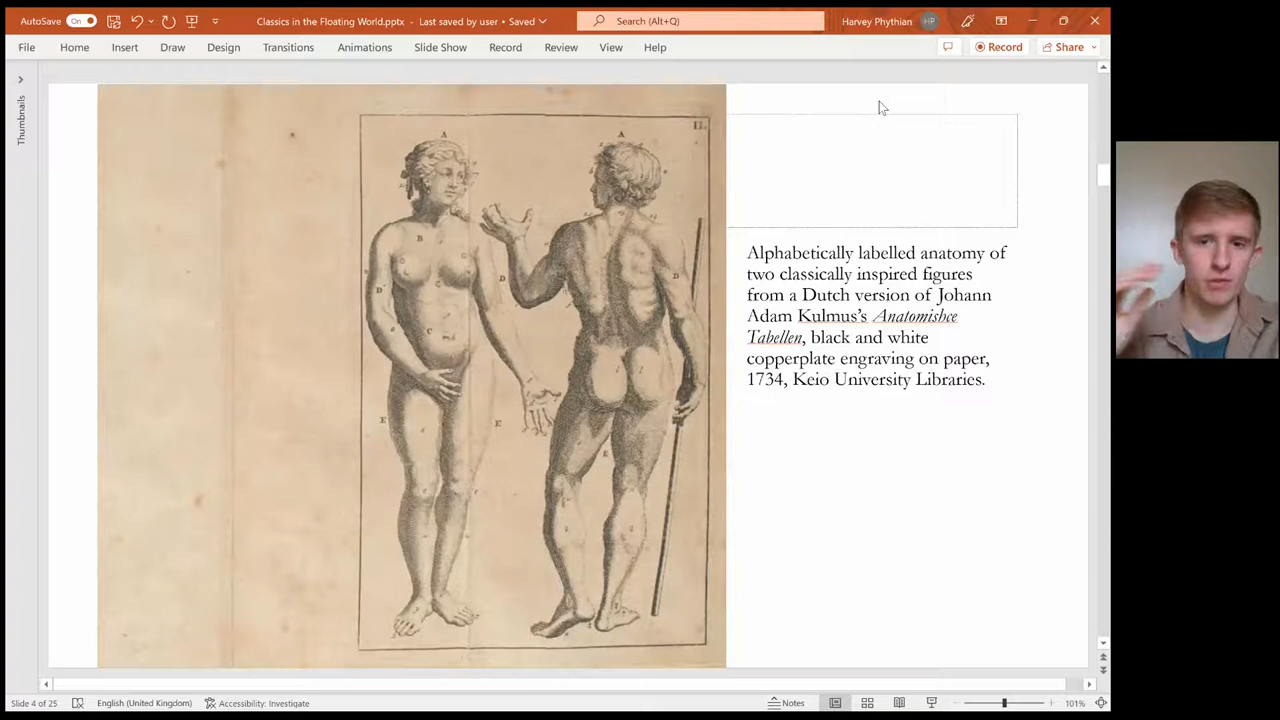 AutoSave On Classics in the Floating World.pptx - Last saved by user • Saved Search (Alt+Q) Harvey Phythian HP
File Home Insert Draw Design Slide Show Transitions Animations Record Review View Help Record Share
Thumbnails
A A
B
D D D
C
C
E E E
Alphabetically labelled anatomy of
two classically inspired figures
from a Dutch version of Johann
Adam Kulmus's Anatomishce
Tabellen, black and white
copperplate engraving on paper,
1734, Keio University Libraries.
Slide 4 of 25 English (United Kingdom) Accessibility: Investigate Notes 101%